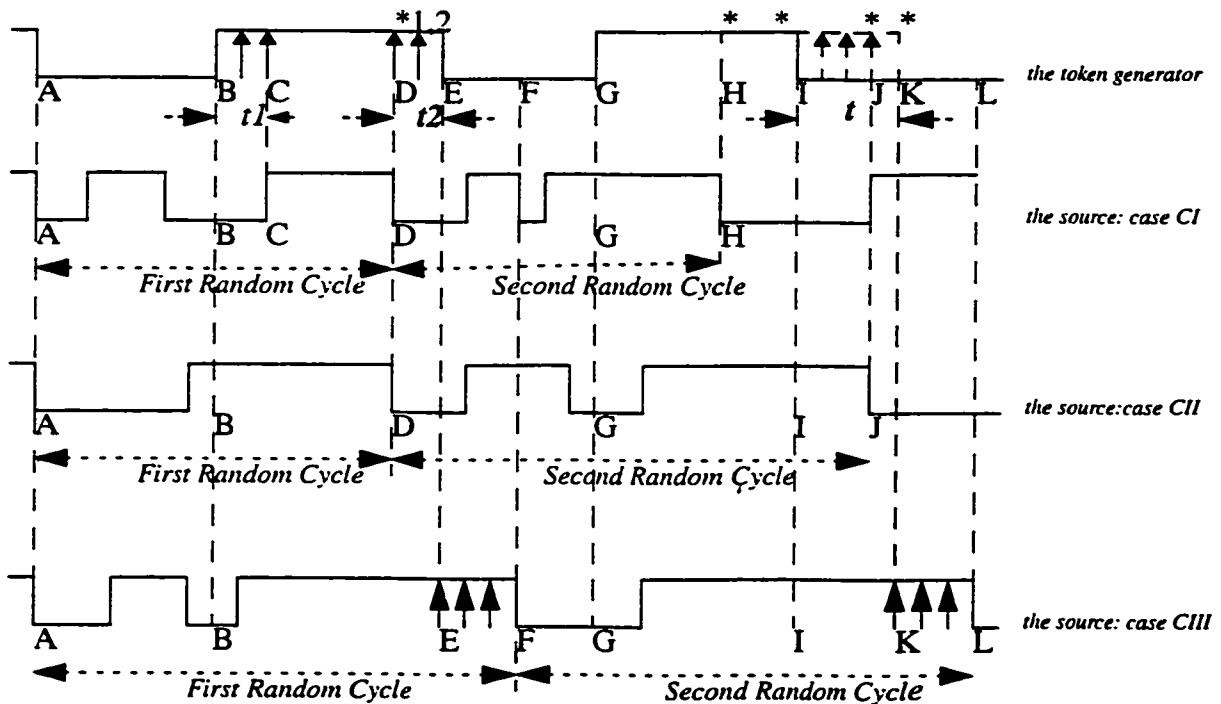 *1,2 * * * *
the token generator
A B C D E F G H I J K L
t1 t2 t
the source: case CI
A B C D G H
First Random Cycle Second Random Cycle
the source:case CII
A B D G I J
First Random Cycle Second Random Cycle
the source: case CIII
A B E F G I K L
First Random Cycle Second Random Cycle